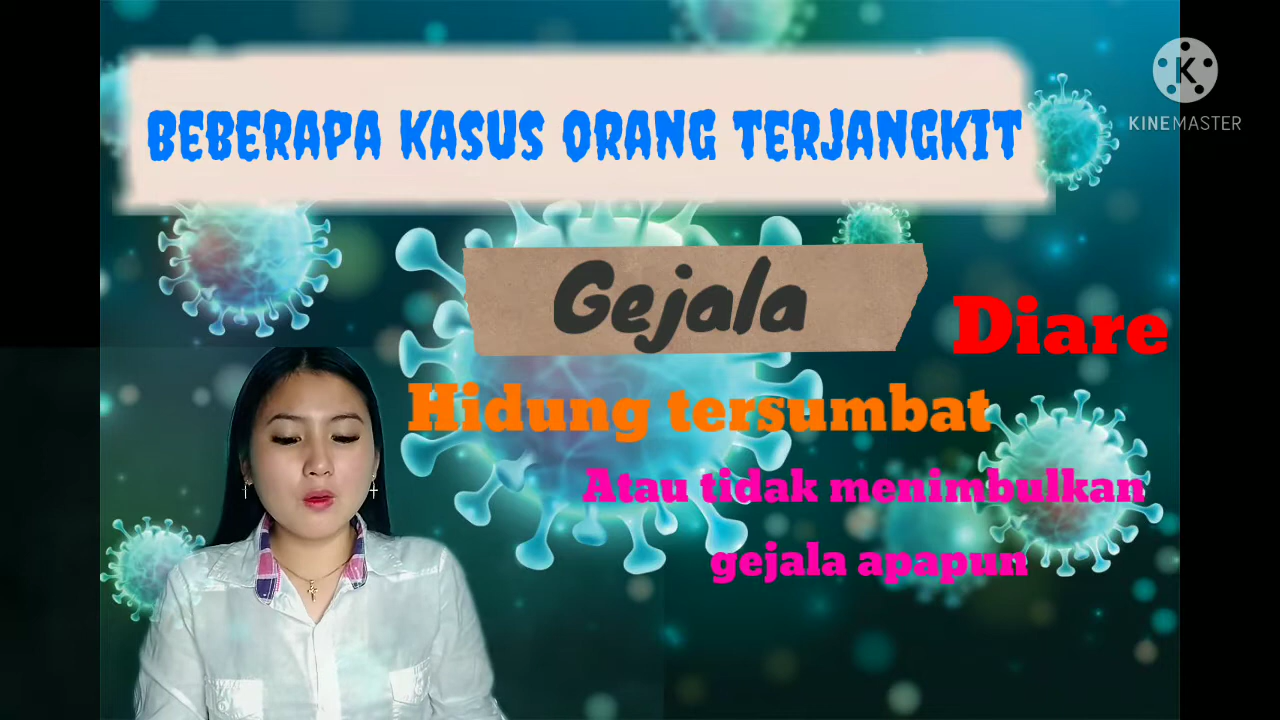 BEBERAPA KASUS ORANG TERJANGKIT
KINEMASTER
Gejala
Diare
Hidung tersumbat
Atau tidak menimbulkan
gejala apapun